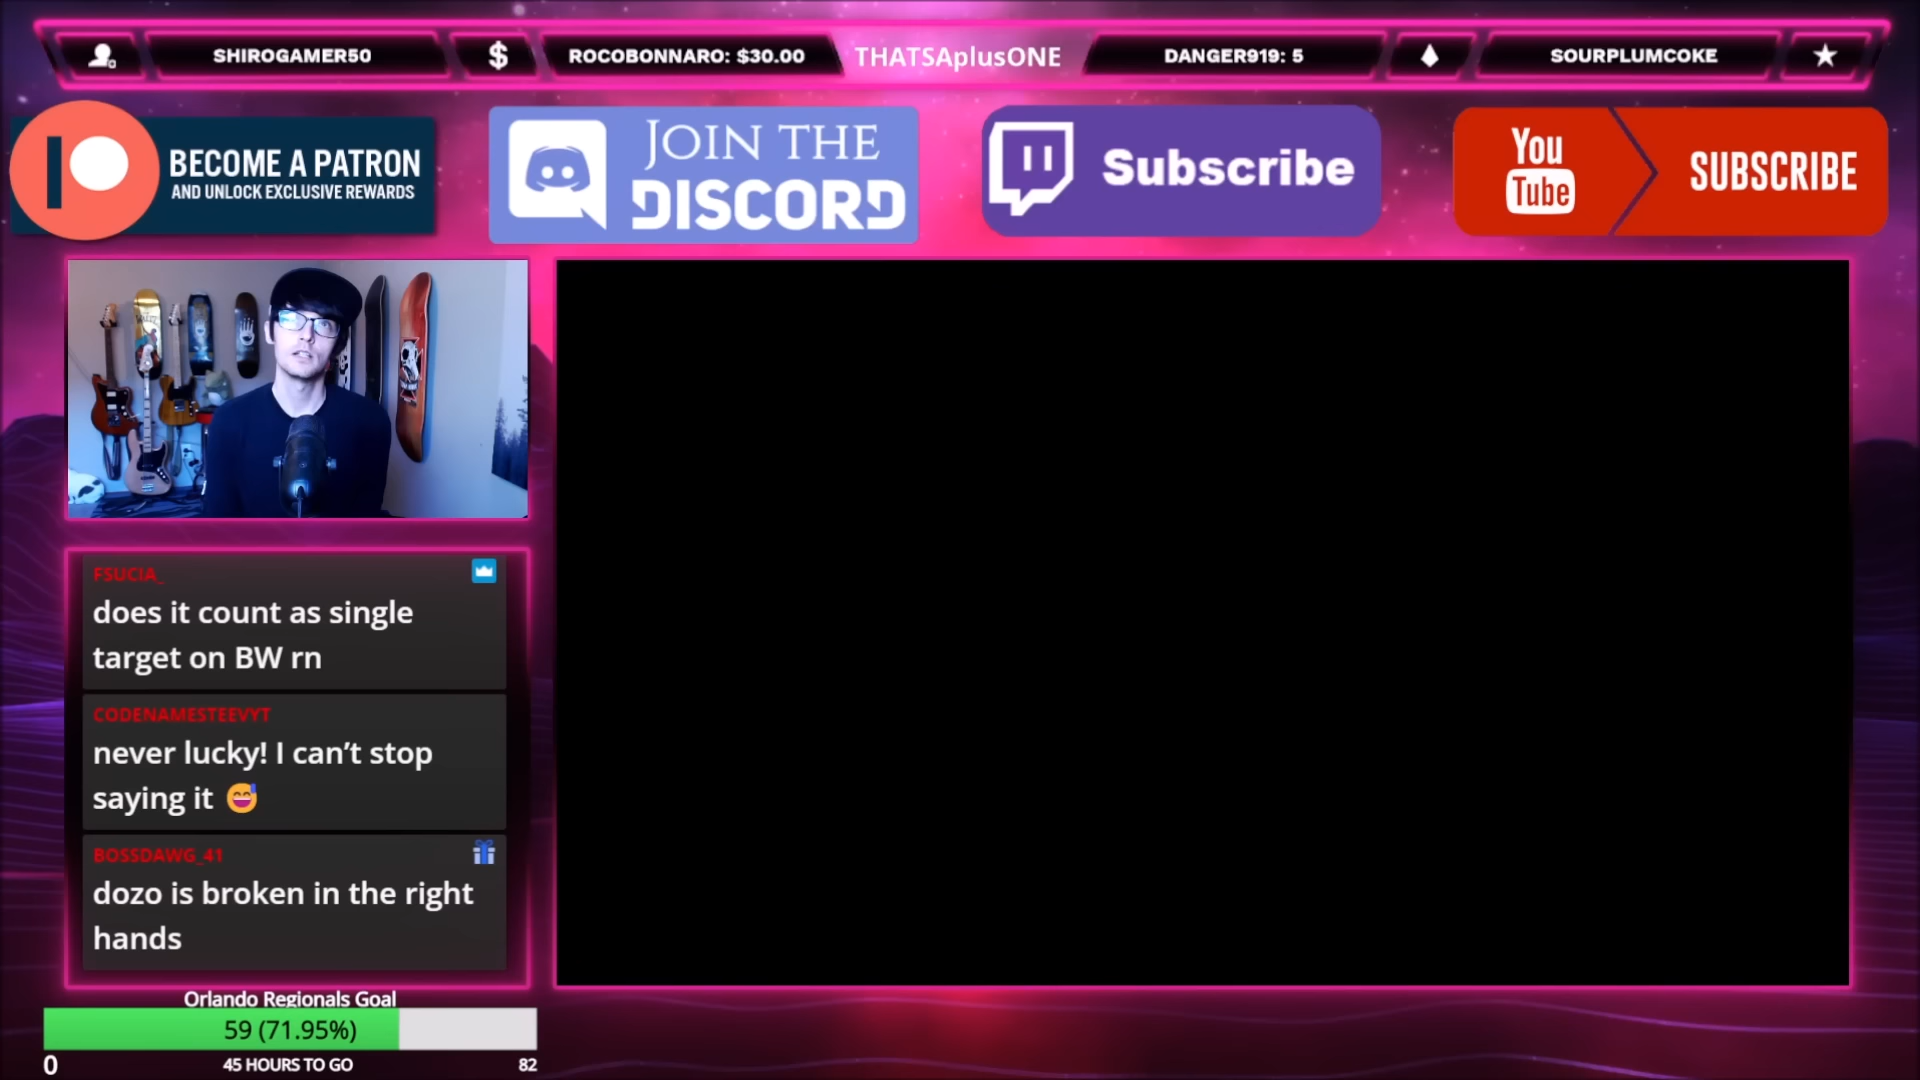 SHIROGAMER50
$
ROCOBONNARO: $30.00
THATSAplusONE
DANGER919: 5
SOURPLUMCOKE
BECOME A PATRON
AND UNLOCK EXCLUSIVE REWARDS
JOIN THE
DISCORD
Subscribe
You
Tube
SUBSCRIBE
FSUCIA_
does it count as single
target on BW rn
CODENAMESTEEVYT
never lucky! I can’t stop
saying it 😅
BOSSDAWG_41
dozo is broken in the right
hands
Orlando Regionals Goal
59 (71.95%)
0
45 HOURS TO GO
82